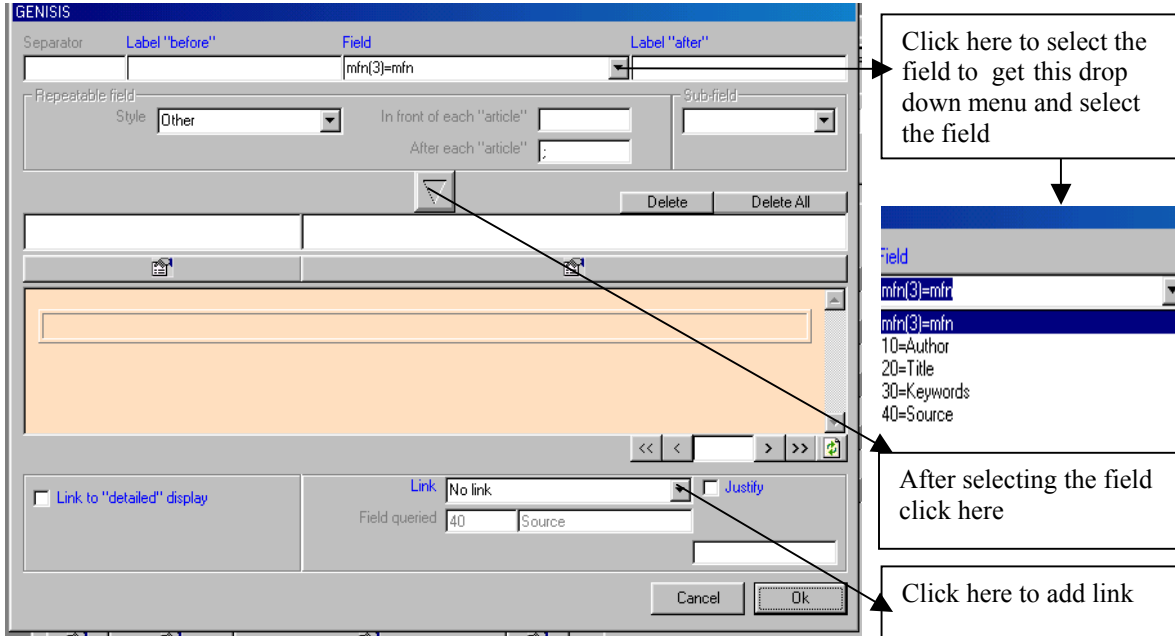 GENISIS
Separator Label "before" Field Label "after"
mfn(3)=mfn
Repeatable field Sub-field
Style Other In front of each "article"
After each "article" ;
Delete Delete All
<< < > >>
Link to "detailed" display Link No link Justify
Field queried 40 Source
Cancel Ok
Click here to select the
field to get this drop
down menu and select
the field
Field
mfn(3)=mfn
mfn(3)=mfn
10=Author
20=Title
30=Keywords
40=Source
After selecting the field
click here
Click here to add link